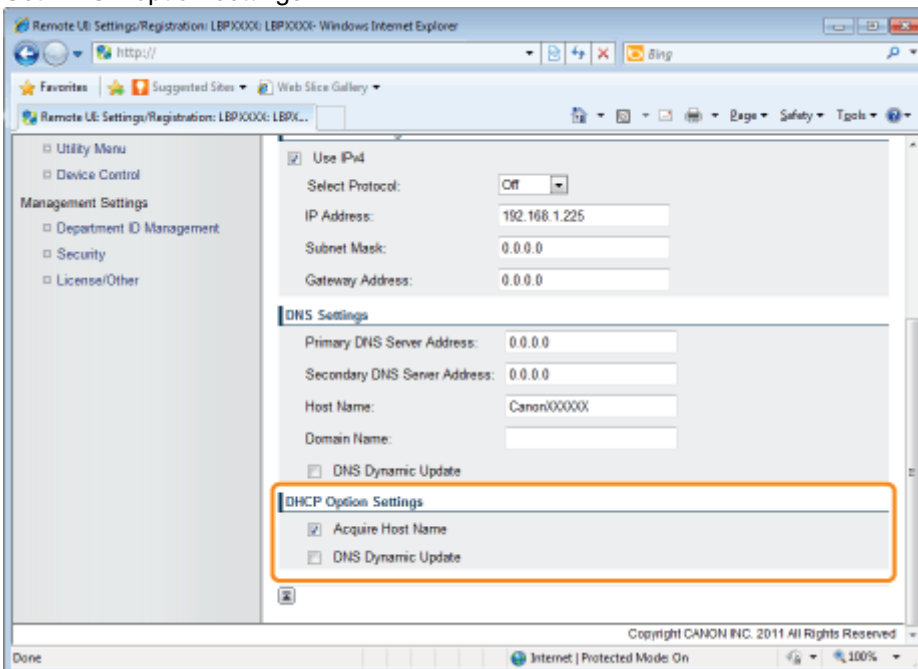 Remote UI: Settings/Registration: LBPXXXX: LBPXXXX- Windows Internet Explorer
http://
Bing
Favorites
Suggested Sites
Web Slice Gallery
Remote UI: Settings/Registration: LBPXXXX: LBPX...
Page
Safety
Tools
Utility Menu
Device Control
Management Settings
Department ID Management
Security
License/Other
Use IPv4
Select Protocol: Off
IP Address: 192.168.1.225
Subnet Mask: 0.0.0.0
Gateway Address: 0.0.0.0
DNS Settings
Primary DNS Server Address: 0.0.0.0
Secondary DNS Server Address: 0.0.0.0
Host Name: CanonXXXXXX
Domain Name:
DNS Dynamic Update
DHCP Option Settings
Acquire Host Name
DNS Dynamic Update
Copyright CANON INC. 2011 All Rights Reserved
Done
Internet | Protected Mode: On
100%